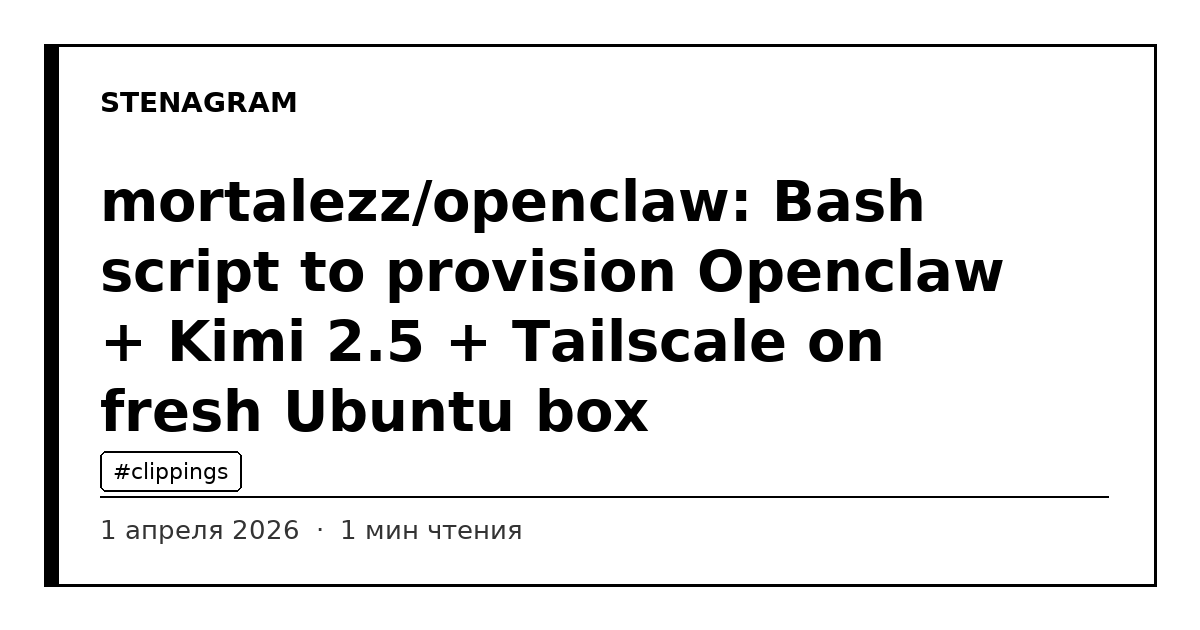 STENAGRAM
mortalezz/openclaw: Bash
script to provision Openclaw
+ Kimi 2.5 + Tailscale on
fresh Ubuntu box
#clippings
1 апреля 2026 · 1 мин чтения